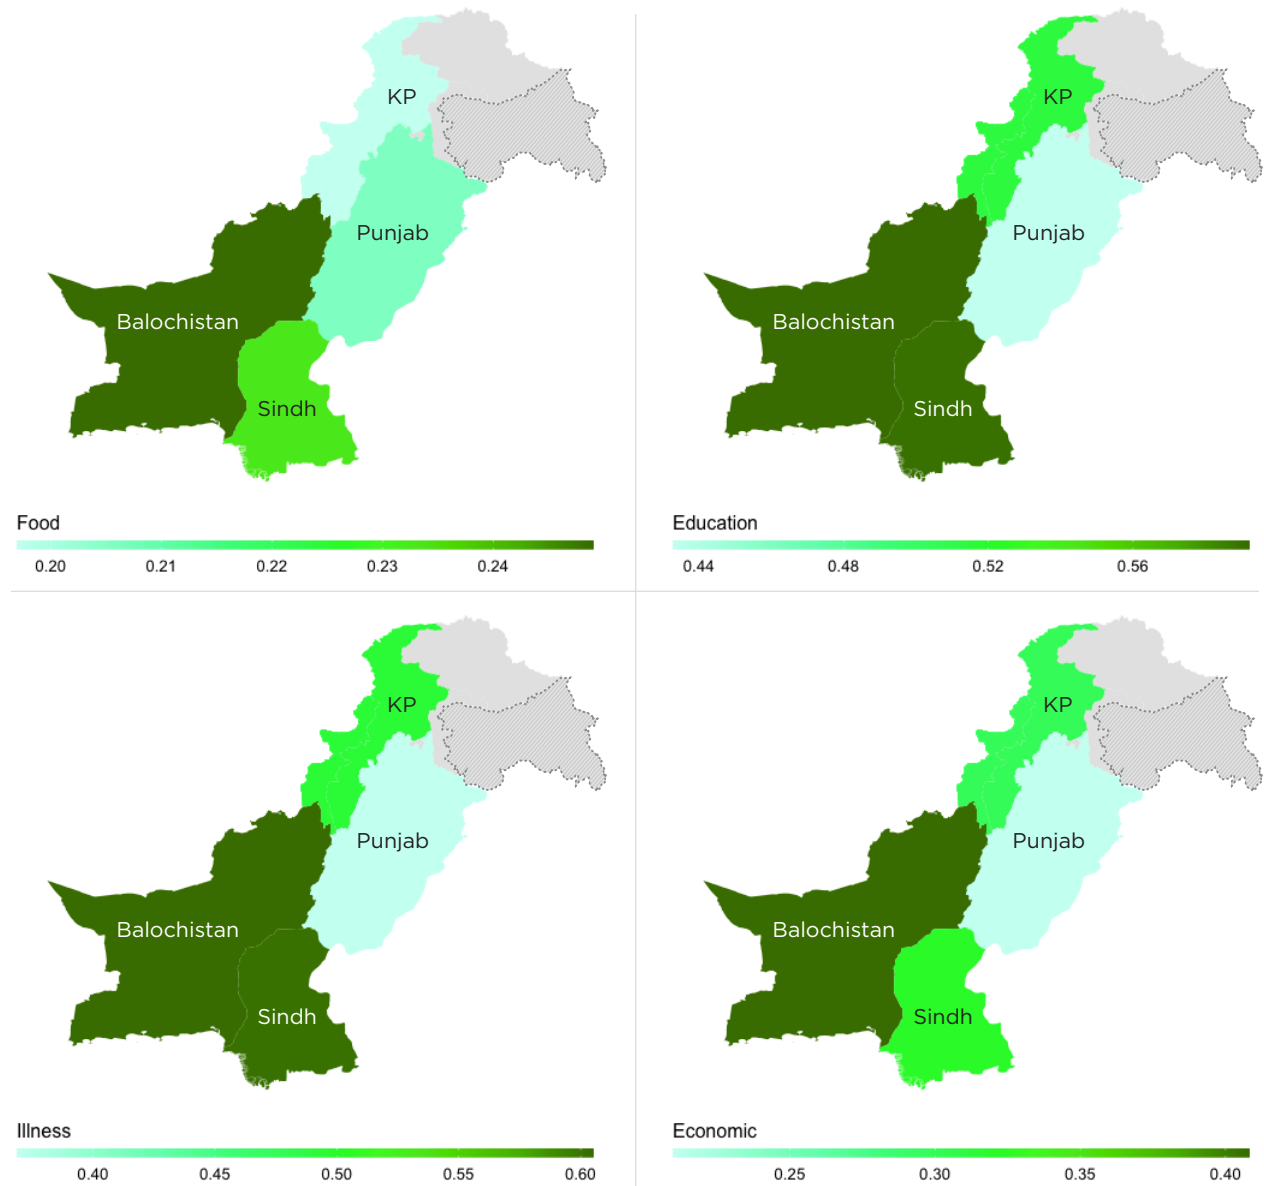 KP
Punjab
Balochistan
Sindh
Food
0.20 0.21 0.22 0.23 0.24
KP
Punjab
Balochistan
Sindh
Education
0.44 0.48 0.52 0.56
KP
Punjab
Balochistan
Sindh
Illness
0.40 0.45 0.50 0.55 0.60
KP
Punjab
Balochistan
Sindh
Economic
0.25 0.30 0.35 0.40